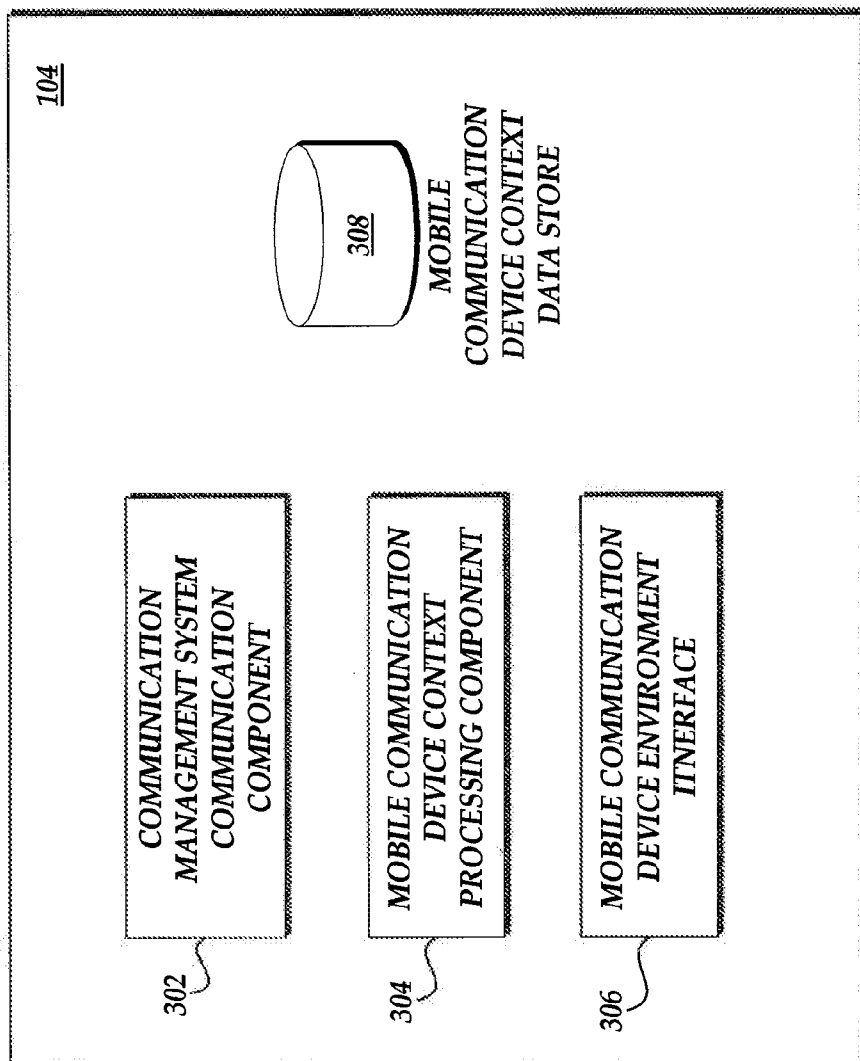 104
302
COMMUNICATION
MANAGEMENT SYSTEM
COMMUNICATION
COMPONENT
304
MOBILE COMMUNICATION
DEVICE CONTEXT
PROCESSING COMPONENT
306
MOBILE COMMUNICATION
DEVICE ENVIRONMENT
ITNERFACE
308
MOBILE
COMMUNICATION
DEVICE CONTEXT
DATA STORE